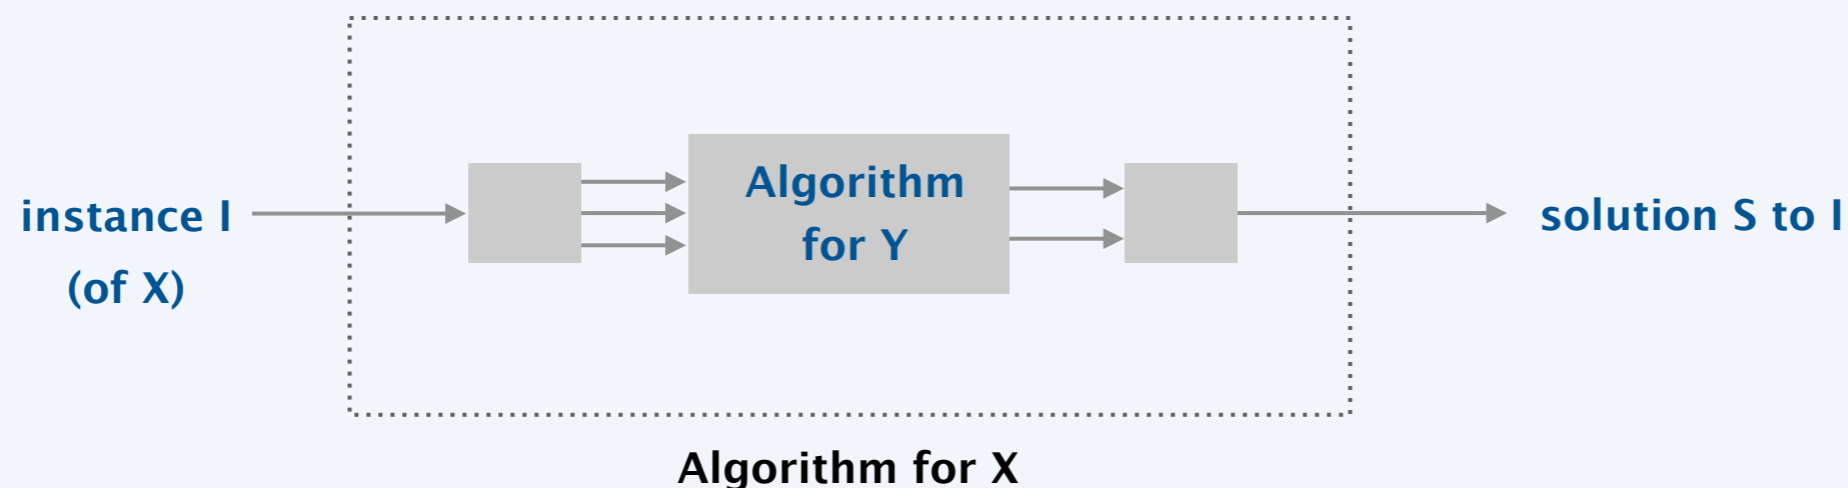 Algorithm
for Y
instance I
(of X)
solution S to I
Algorithm for X